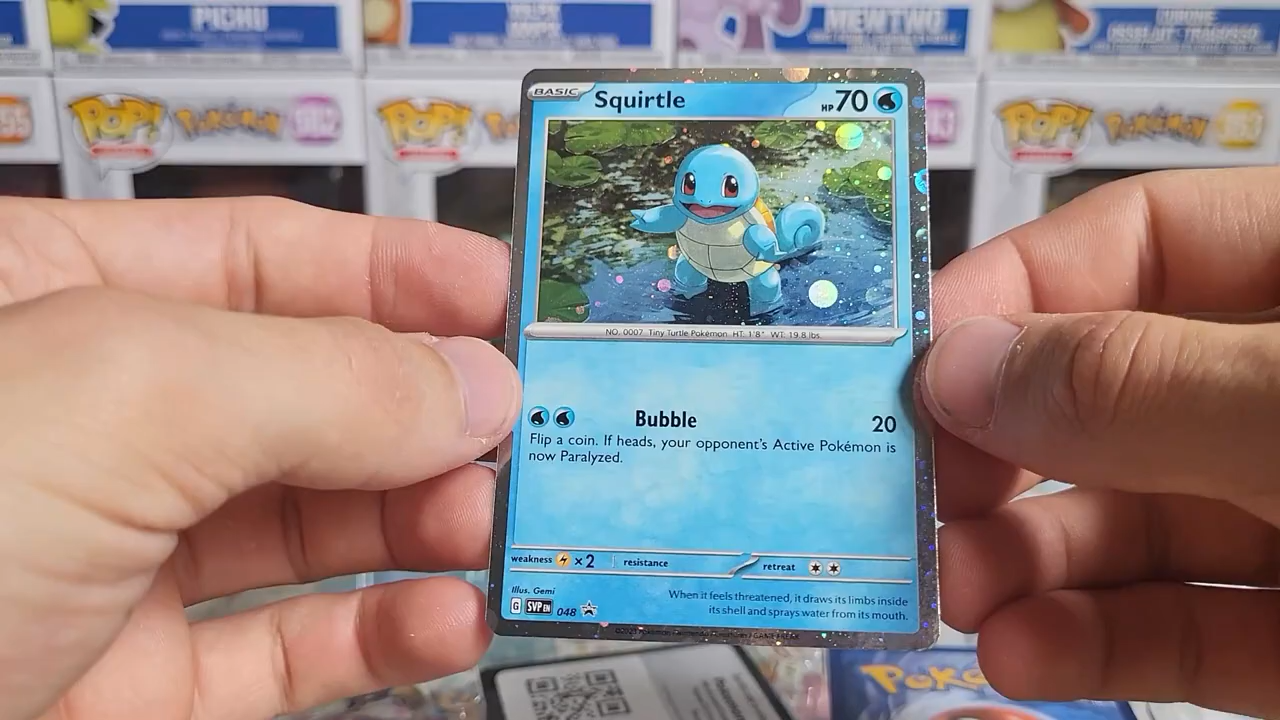 PICHU
MEWTWO
POP!
Pokémon
POP!
POP!
Pokémon
BASIC
Squirtle
HP 70
NO. 0007 Tiny Turtle Pokémon HT: 1'8" WT: 19.8 lbs.
Bubble 20
Flip a coin. If heads, your opponent's Active Pokémon is
now Paralyzed.
weakness ×2 resistance retreat
Illus. Gemi
When it feels threatened, it draws its limbs inside
its shell and sprays water from its mouth.
G SVP EN 048